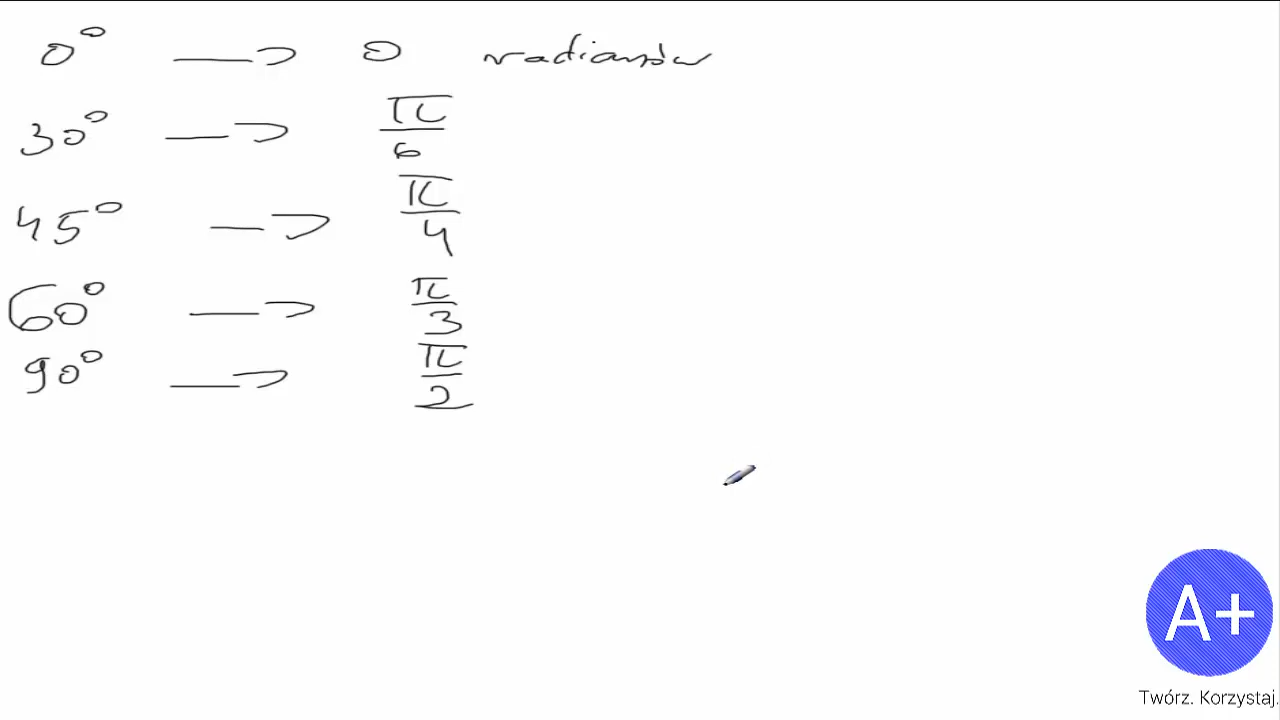 0° → 0 radianów
30° → π/6
45° → π/4
60° → π/3
90° → π/2
A+
Twórz. Korzystaj.